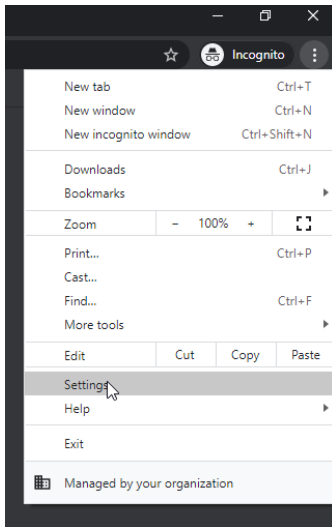 Incognito
New tab Ctrl+T
New window Ctrl+N
New incognito window Ctrl+Shift+N
Downloads Ctrl+J
Bookmarks
Zoom - 100% +
Print... Ctrl+P
Cast...
Find... Ctrl+F
More tools
Edit Cut Copy Paste
Settings
Help
Exit
Managed by your organization